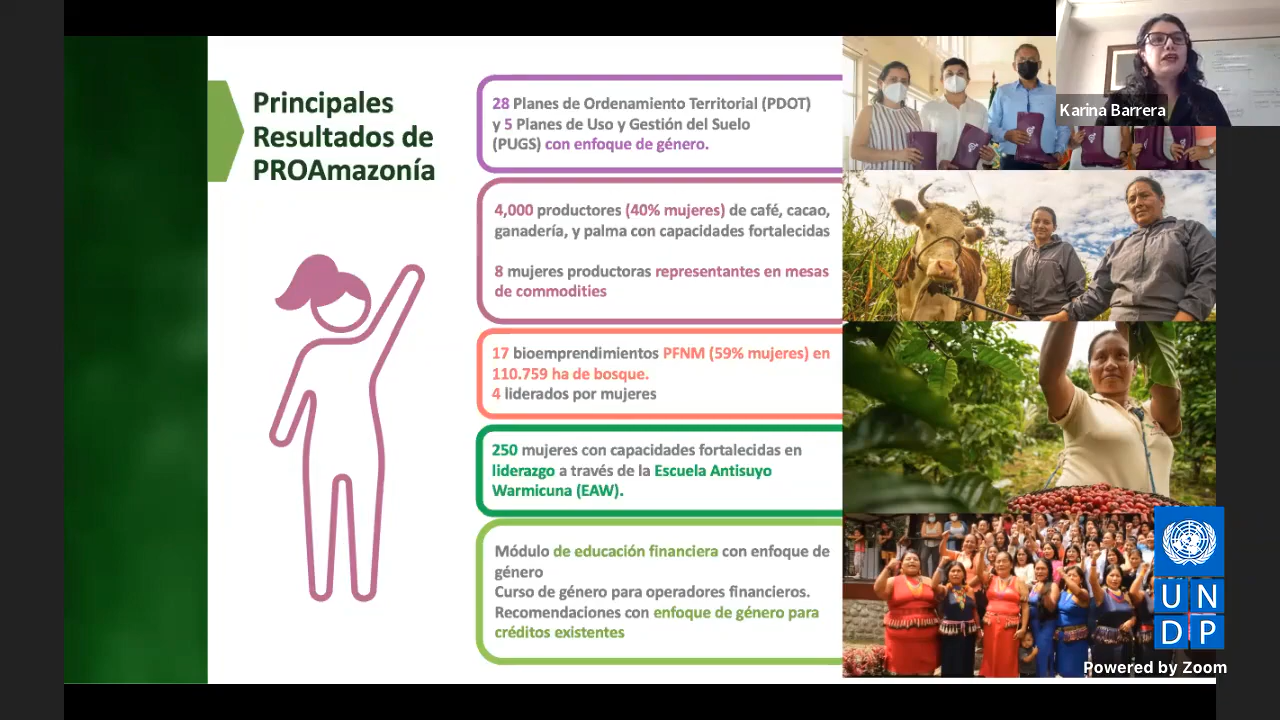 Principales
Resultados de
PROAmazonía
28 Planes de Ordenamiento Territorial (PDOT)
y 5 Planes de Uso y Gestión del Suelo
(PUGS) con enfoque de género.
4,000 productores (40% mujeres) de café, cacao,
ganadería, y palma con capacidades fortalecidas
8 mujeres productoras representantes en mesas
de commodities
17 bioemprendimientos PFNM (59% mujeres) en
110.759 ha de bosque.
4 liderados por mujeres
250 mujeres con capacidades fortalecidas en
liderazgo a través de la Escuela Antisuyo
Warmicuna (EAW).
Módulo de educación financiera con enfoque de
género
Curso de género para operadores financieros.
Recomendaciones con enfoque de género para
créditos existentes
Karina Barrera
U N
D P
Powered by Zoom